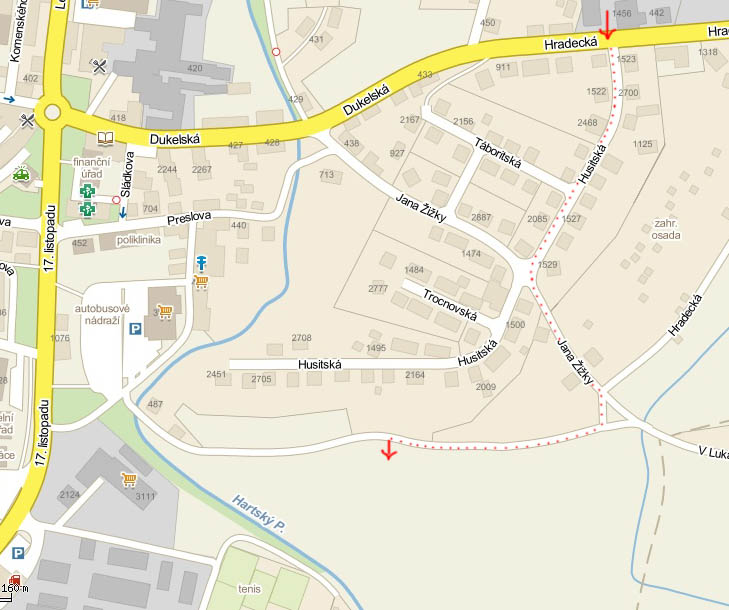 Komenského
402
420
418
Dukelská
finanční
úřad
Sládkova
2244
2267
427
428
704
Preslova
452
poliklinika
440
17. listopadu
autobusové
nádraží
1076
P
431
429
450
433
Dukelská
Hradecká
1456
442
911
1523
1522
2700
1318
2468
1125
Husitská
438
713
2167
927
2156
Táboritská
Jana Žižky
2887
2085
1527
1474
1529
1484
2777
Trocnovská
zahr.
osada
Hradecká
1500
2708
1495
Husitská
Husitská
2451
2705
2164
2009
Jana Žižky
487
17. listopadu
V Luká
2124
3111
Hartský P.
P
tenis
160 m